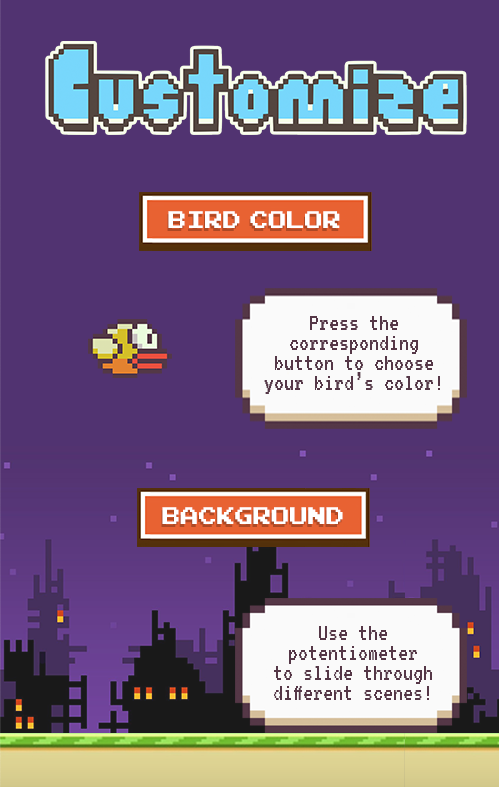 Customize
BIRD COLOR
Press the
corresponding
button to choose
your bird's color!
BACKGROUND
Use the
potentiometer
to slide through
different scenes!